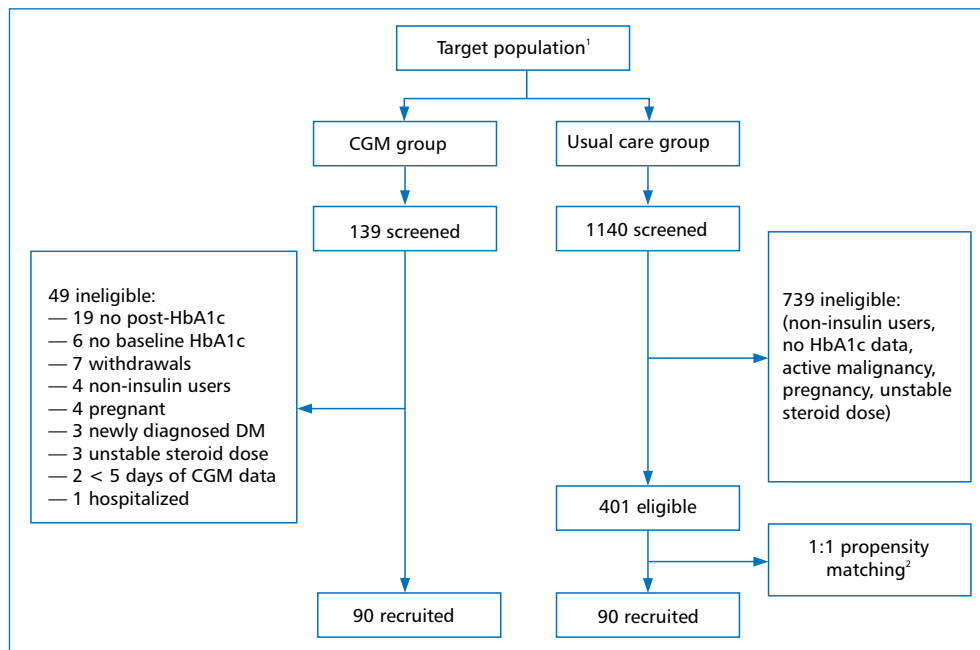 Target population¹
CGM group
Usual care group
139 screened
1140 screened
49 ineligible:
— 19 no post-HbA1c
— 6 no baseline HbA1c
— 7 withdrawals
— 4 non-insulin users
— 4 pregnant
— 3 newly diagnosed DM
— 3 unstable steroid dose
— 2 < 5 days of CGM data
— 1 hospitalized
739 ineligible:
(non-insulin users,
no HbA1c data,
active malignancy,
pregnancy, unstable
steroid dose)
401 eligible
1:1 propensity
matching²
90 recruited
90 recruited